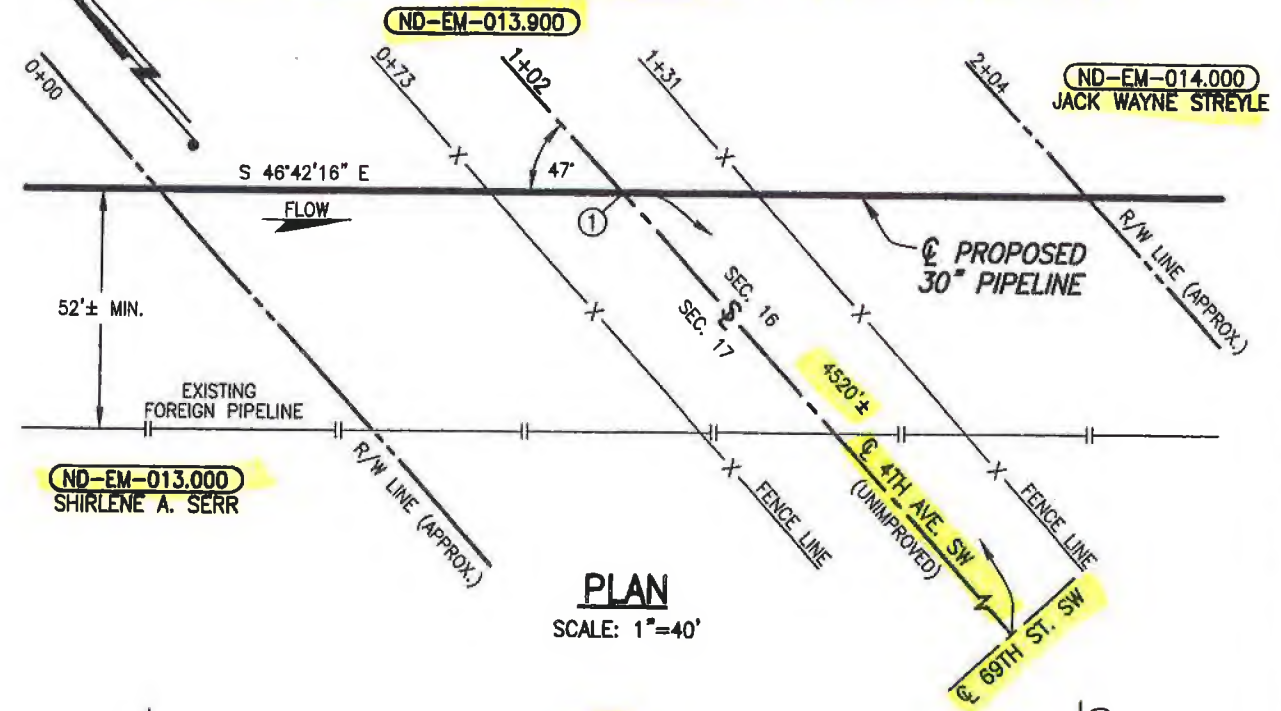 ND-EM-013.900
0+00
0+73
1+02
1+31
2+04
ND-EM-014.000
JACK WAYNE STREYLE
S 46°42'16" E
47°
FLOW
1
℄ PROPOSED
30" PIPELINE
R/W LINE (APPROX.)
52'± MIN.
SEC. 16
SEC. 17
4520'±
EXISTING
FOREIGN PIPELINE
ND-EM-013.000
SHIRLENE A. SERR
R/W LINE (APPROX.)
FENCE LINE
℄ 4TH AVE. SW
(UNIMPROVED)
FENCE LINE
℄ 69TH ST. SW
PLAN
SCALE: 1"=40'